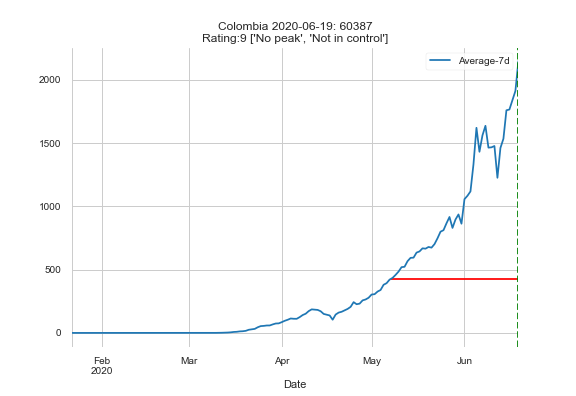 Colombia 2020-06-19: 60387
Rating:9 ['No peak', 'Not in control']
Average-7d
2000
1500
1000
500
0
Feb
2020
Mar
Apr
May
Jun
Date